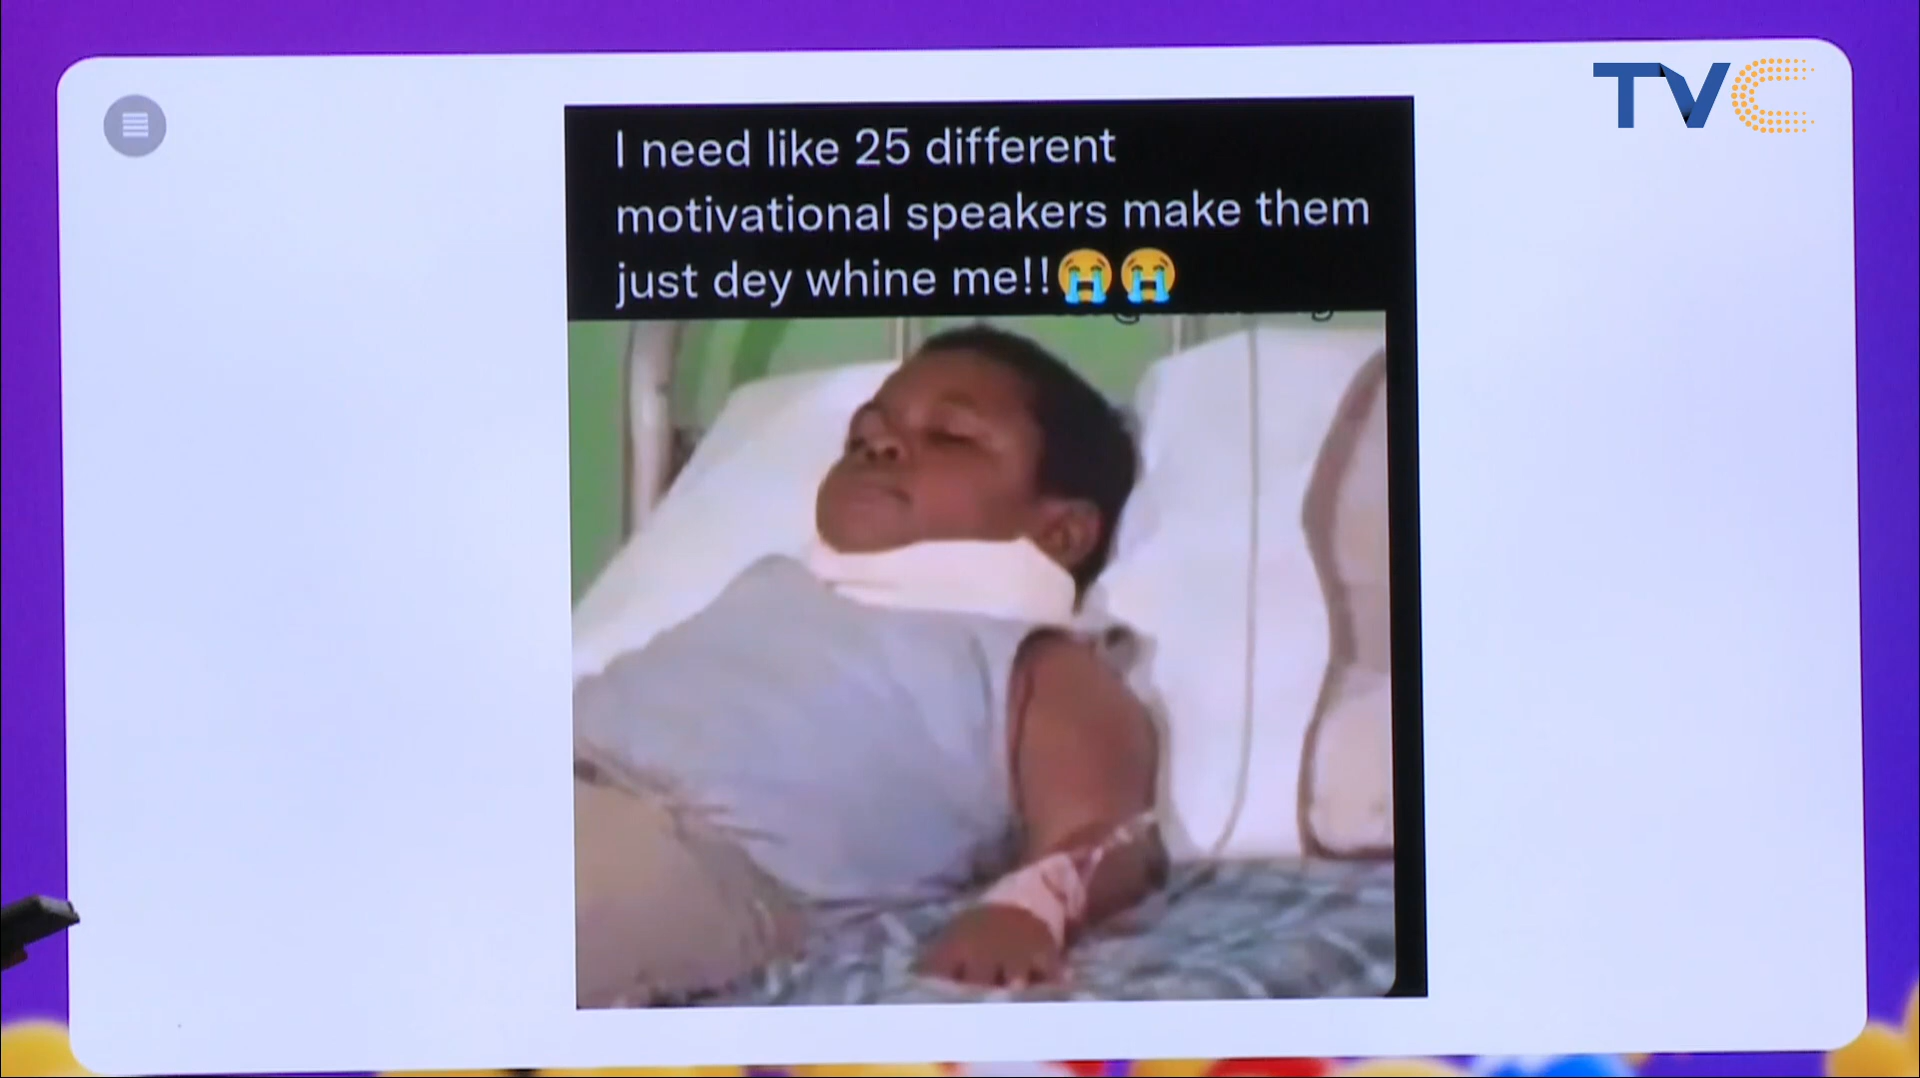 TVC
I need like 25 different
motivational speakers make them
just dey whine me!!😭😭